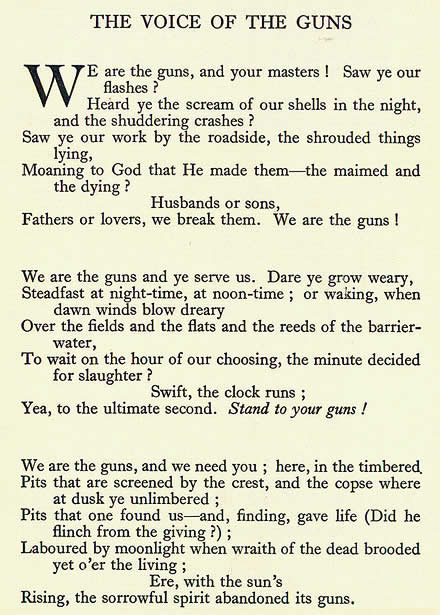 THE VOICE OF THE GUNS
WE are the guns, and your masters ! Saw ye our
flashes ?
Heard ye the scream of our shells in the night,
and the shuddering crashes ?
Saw ye our work by the roadside, the shrouded things
lying,
Moaning to God that He made them—the maimed and
the dying ?
Husbands or sons,
Fathers or lovers, we break them. We are the guns !
We are the guns and ye serve us. Dare ye grow weary,
Steadfast at night-time, at noon-time ; or waking, when
dawn winds blow dreary
Over the fields and the flats and the reeds of the barrier-
water,
To wait on the hour of our choosing, the minute decided
for slaughter ?
Swift, the clock runs ;
Yea, to the ultimate second. Stand to your guns !
We are the guns, and we need you ; here, in the timbered
Pits that are screened by the crest, and the copse where
at dusk ye unlimbered ;
Pits that one found us—and, finding, gave life (Did he
flinch from the giving ?) ;
Laboured by moonlight when wraith of the dead brooded
yet o'er the living ;
Ere, with the sun's
Rising, the sorrowful spirit abandoned its guns.